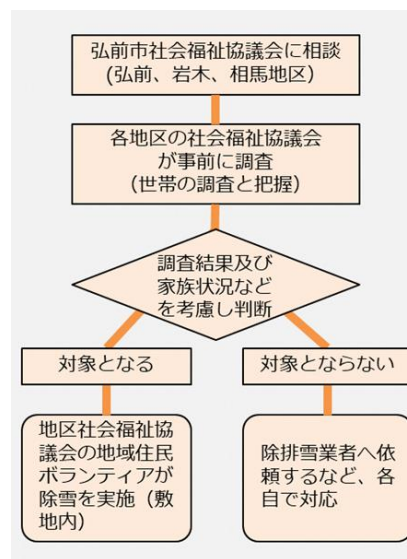 弘前市社会福祉協議会に相談
(弘前、岩木、相馬地区)
各地区の社会福祉協議会
が事前に調査
(世帯の調査と把握)
調査結果及び
家族状況など
を考慮し判断
対象となる
対象とならない
地区社会福祉協
議会の地域住民
ボランティアが
除雪を実施（敷
地内）
除排雪業者へ依
頼するなど、各
自で対応